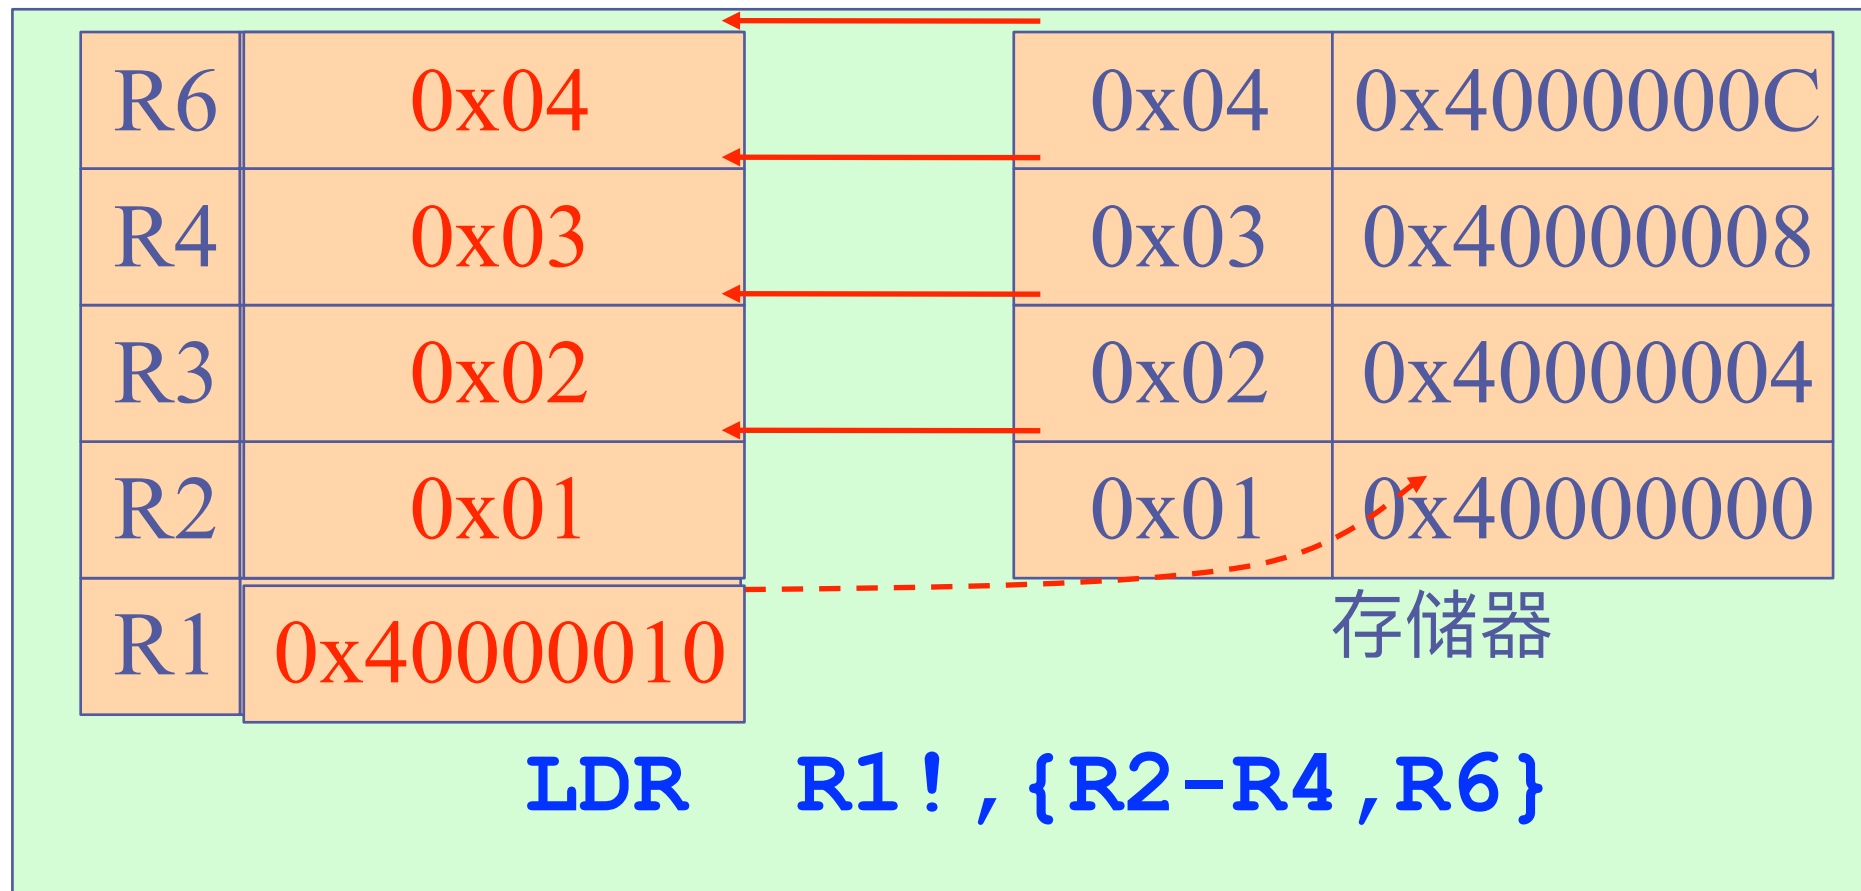 R6 0x04 0x04 0x4000000C
R4 0x03 0x03 0x40000008
R3 0x02 0x02 0x40000004
R2 0x01 0x01 0x40000000
R1 0x40000010
存储器
LDR R1!,{R2-R4,R6}